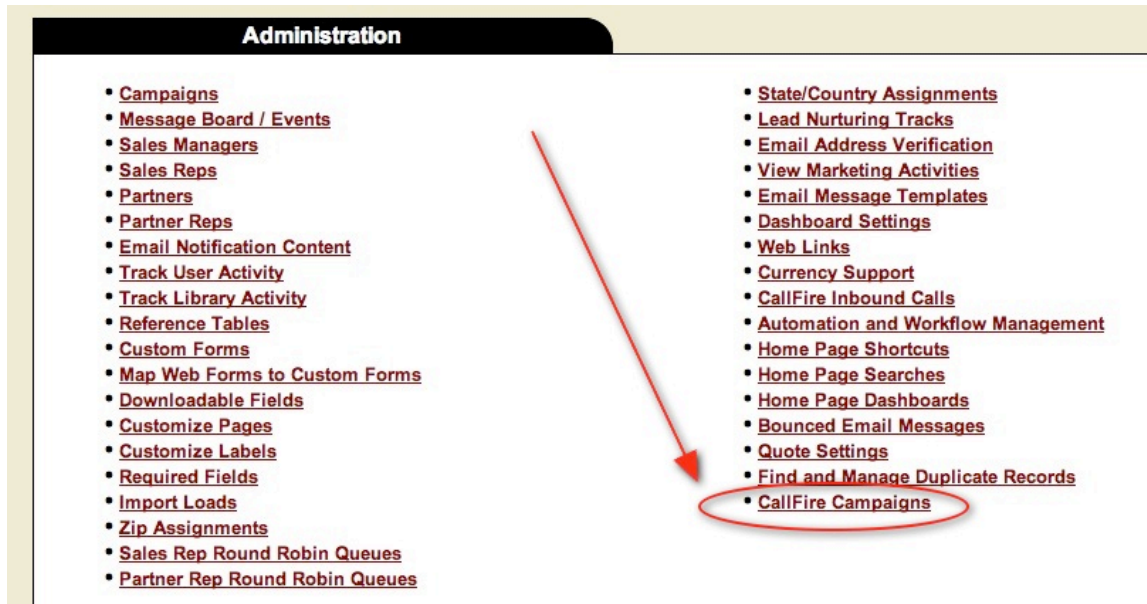 Administration
Campaigns
Message Board / Events
Sales Managers
Sales Reps
Partners
Partner Reps
Email Notification Content
Track User Activity
Track Library Activity
Reference Tables
Custom Forms
Map Web Forms to Custom Forms
Downloadable Fields
Customize Pages
Customize Labels
Required Fields
Import Loads
Zip Assignments
Sales Rep Round Robin Queues
Partner Rep Round Robin Queues
State/Country Assignments
Lead Nurturing Tracks
Email Address Verification
View Marketing Activities
Email Message Templates
Dashboard Settings
Web Links
Currency Support
CallFire Inbound Calls
Automation and Workflow Management
Home Page Shortcuts
Home Page Searches
Home Page Dashboards
Bounced Email Messages
Quote Settings
Find and Manage Duplicate Records
CallFire Campaigns